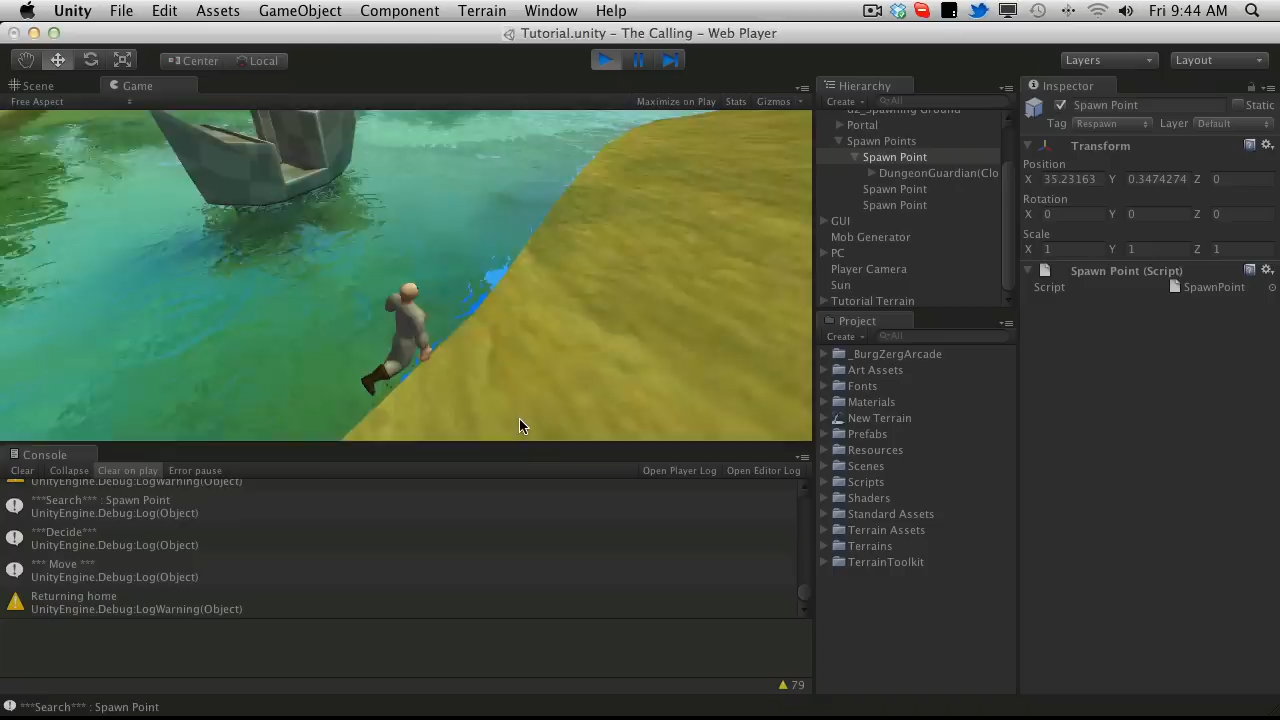 Unity File Edit Assets GameObject Component Terrain Window Help Fri 9:44 AM
Tutorial.unity – The Calling – Web Player
Center Local Layers Layout
Scene Game
Free Aspect Maximize on Play Stats Gizmos
Console
Clear Collapse Clear on play Error pause Open Player Log Open Editor Log
UnityEngine.Debug:LogWarning(Object)
***Search*** : Spawn Point
UnityEngine.Debug:Log(Object)
***Decide***
UnityEngine.Debug:Log(Object)
*** Move ***
UnityEngine.Debug:Log(Object)
Returning home
UnityEngine.Debug:LogWarning(Object)
79
***Search*** : Spawn Point
Hierarchy
Create All
02_Spawning Ground
Portal
Spawn Points
Spawn Point
DungeonGuardian(Clo
Spawn Point
Spawn Point
GUI
Mob Generator
PC
Player Camera
Sun
Tutorial Terrain
Project
Create All
_BurgZergArcade
Art Assets
Fonts
Materials
New Terrain
Prefabs
Resources
Scenes
Scripts
Shaders
Standard Assets
Terrain Assets
Terrains
TerrainToolkit
Inspector
Spawn Point Static
Tag Respawn Layer Default
Transform
Position
X 35.23163 Y 0.3474274 Z 0
Rotation
X 0 Y 0 Z 0
Scale
X 1 Y 1 Z 1
Spawn Point (Script)
Script SpawnPoint